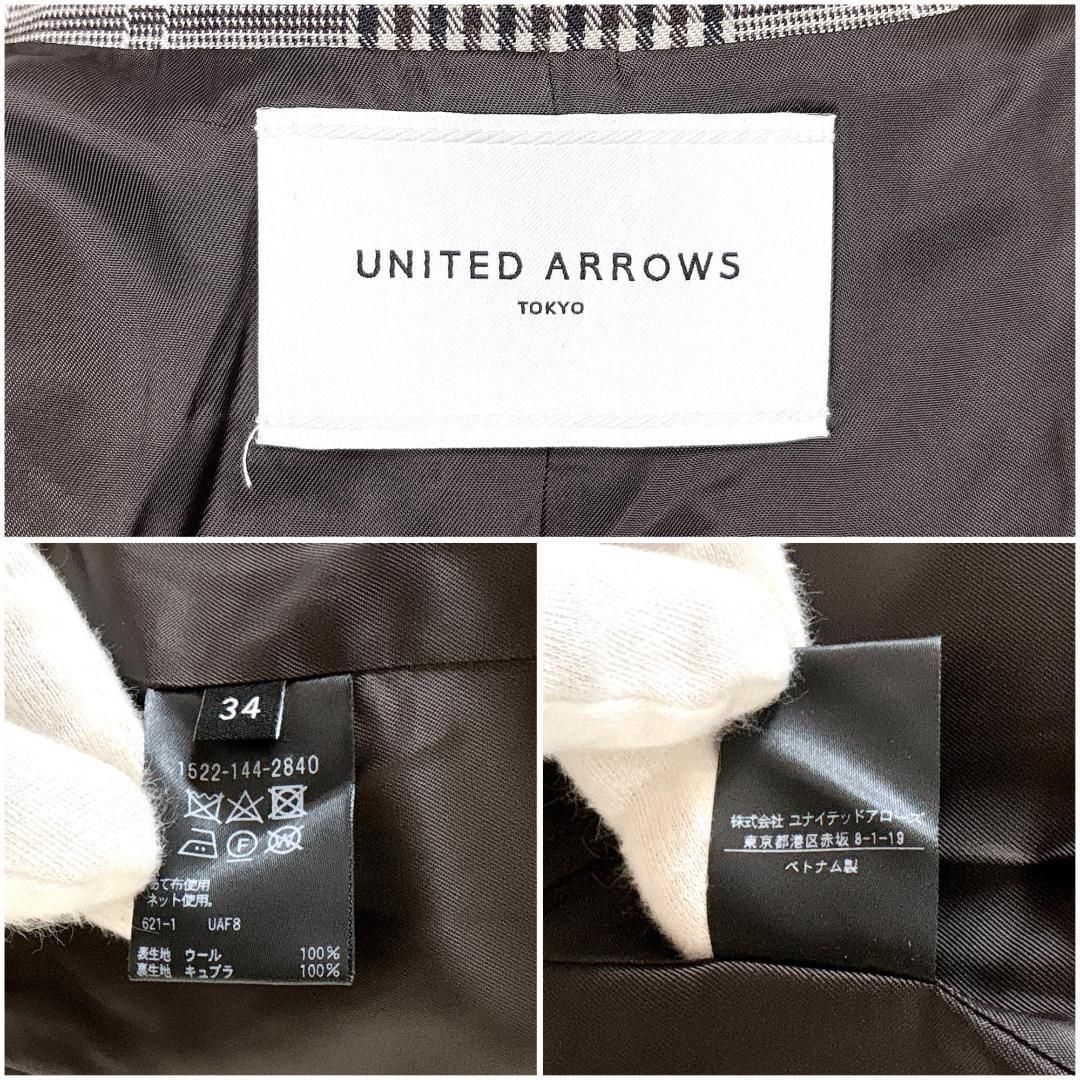 UNITED ARROWS
TOKYO
34
1522-144-2840
F
あて布使用
ネット使用。
621-1 UAF8
表生地 ウール 100%
裏生地 キュプラ 100%
株式会社 ユナイテッドアローズ
東京都港区赤坂 8-1-19
ベトナム製